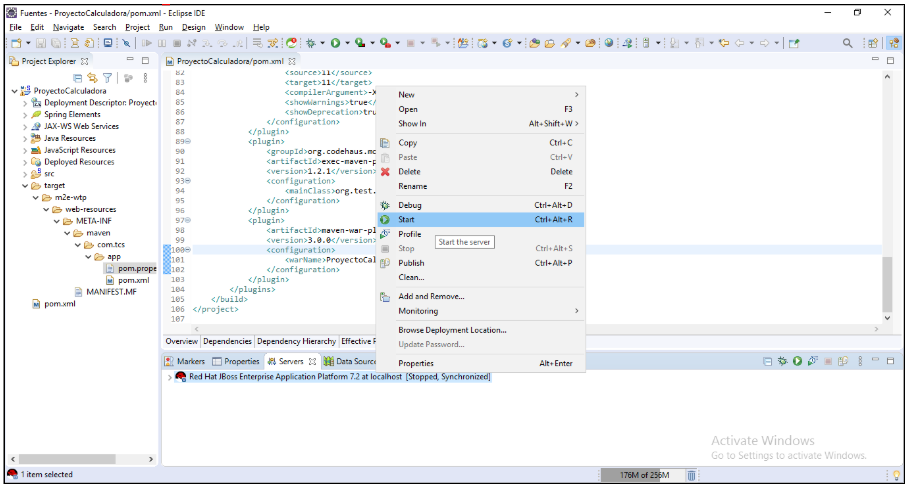 Fuentes - ProyectoCalculadora/pom.xml - Eclipse IDE
File Edit Navigate Search Project Run Design Window Help
Project Explorer
ProyectoCalculadora
Deployment Descriptor: Proyect
Spring Elements
JAX-WS Web Services
Java Resources
JavaScript Resources
Deployed Resources
src
target
m2e-wtp
web-resources
META-INF
maven
com.tcs
app
pom.prope
pom.xml
MANIFEST.MF
pom.xml
ProyectoCalculadora/pom.xml
82 <source>11</source>
83 <target>11</target>
84 <compilerArgument>-X
85 <showWarnings>true</
86 <showDeprecation>tru
87 </configuration>
88 </plugin>
89 <plugin>
90 <groupId>org.codehaus.mo
91 <artifactId>exec-maven-p
92 <version>1.2.1</version>
93 <configuration>
94 <mainClass>org.test.
95 </configuration>
96 </plugin>
97 <plugin>
98 <artifactId>maven-war-pl
99 <version>3.0.0</version>
100 <configuration>
101 <warName>ProyectoCal
102 </configuration>
103 </plugin>
104 </plugins>
105 </build>
106 </project>
107
Overview Dependencies Dependency Hierarchy Effective P
New
Open F3
Show In Alt+Shift+W >
Copy Ctrl+C
Paste Ctrl+V
Delete Delete
Rename F2
Debug Ctrl+Alt+D
Start Ctrl+Alt+R
Profile
Start the server
Stop Ctrl+Alt+S
Publish Ctrl+Alt+P
Clean...
Add and Remove...
Monitoring
Browse Deployment Location...
Update Password...
Properties Alt+Enter
Markers Properties Servers Data Source
Red Hat JBoss Enterprise Application Platform 7.2 at localhost [Stopped, Synchronized]
Activate Windows
Go to Settings to activate Windows.
1 item selected
176M of 256M